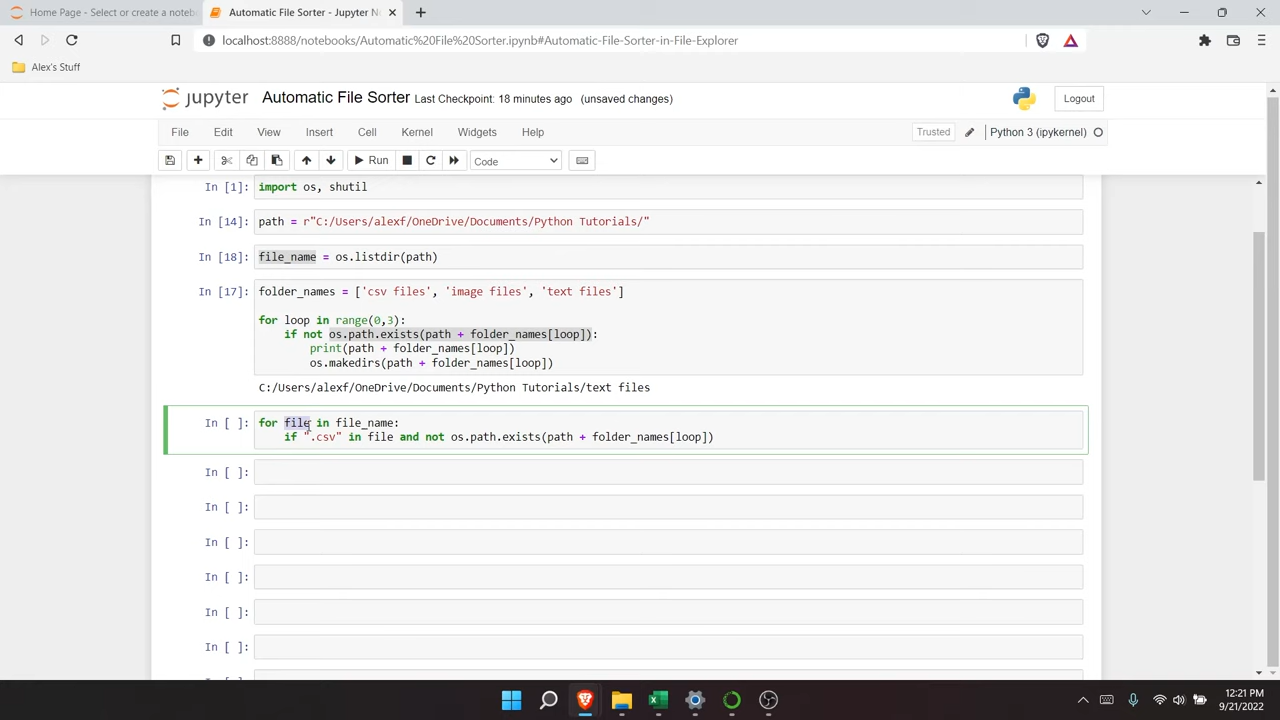 Home Page - Select or create a noteb
Automatic File Sorter - Jupyter N
localhost:8888/notebooks/Automatic%20File%20Sorter.ipynb#Automatic-File-Sorter-in-File-Explorer
Alex's Stuff
jupyter Automatic File Sorter Last Checkpoint: 18 minutes ago (unsaved changes)
Logout
File Edit View Insert Cell Kernel Widgets Help
Trusted Python 3 (ipykernel)
Run Code
In [1]: import os, shutil
In [14]: path = r"C:/Users/alexf/OneDrive/Documents/Python Tutorials/"
In [18]: file_name = os.listdir(path)
In [17]: folder_names = ['csv files', 'image files', 'text files']
for loop in range(0,3):
if not os.path.exists(path + folder_names[loop]):
print(path + folder_names[loop])
os.makedirs(path + folder_names[loop])
C:/Users/alexf/OneDrive/Documents/Python Tutorials/text files
In [ ]: for file in file_name:
if ".csv" in file and not os.path.exists(path + folder_names[loop])
In [ ]:
In [ ]:
In [ ]:
In [ ]:
In [ ]:
In [ ]:
12:21 PM
9/21/2022